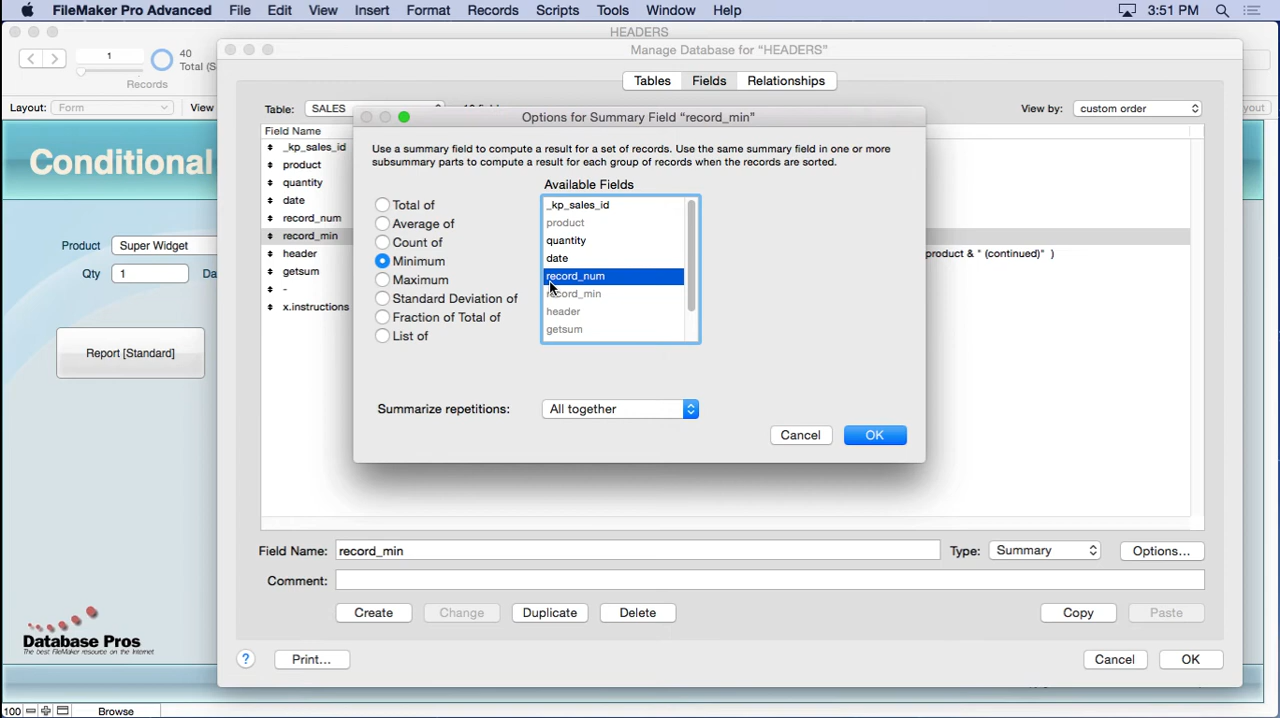 FileMaker Pro Advanced File Edit View Insert Format Records Scripts Tools Window Help 3:51 PM
HEADERS
Manage Database for "HEADERS"
1
40
Total (S
Records
Tables Fields Relationships
Layout: Form View
Table: SALES
View by: custom order
Field Name
Options for Summary Field "record_min"
Use a summary field to compute a result for a set of records. Use the same summary field in one or more
subsummary parts to compute a result for each group of records when the records are sorted.
Conditional
_kp_sales_id
product
quantity
date
record_num
record_min
header
product & " (continued)" )
getsum
-
x.instructions
Available Fields
Total of
Average of
Count of
Minimum
Maximum
Standard Deviation of
Fraction of Total of
List of
_kp_sales_id
product
quantity
date
record_num
record_min
header
getsum
Summarize repetitions: All together
Cancel OK
Product Super Widget
Qty 1 Da
Report [Standard]
Field Name: record_min Type: Summary Options...
Comment:
Create Change Duplicate Delete Copy Paste
? Print... Cancel OK
Database Pros
The best FileMaker resource on the Internet
100 Browse